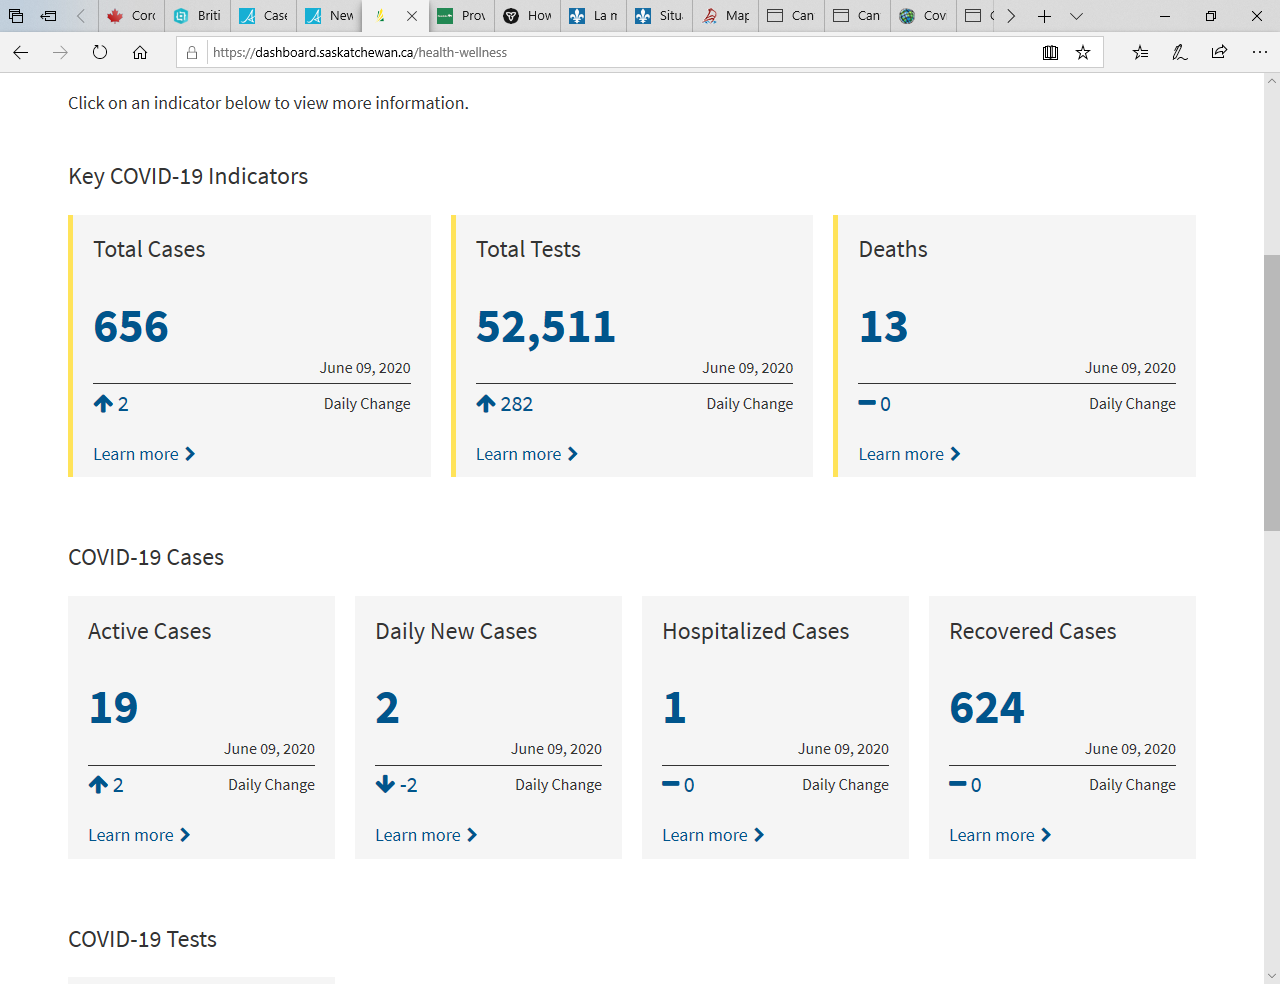 Cord
Briti
Case
New
Prov
How
La m
Situ
Map
Can
Can
Cov
https://dashboard.saskatchewan.ca/health-wellness
Click on an indicator below to view more information.
Key COVID-19 Indicators
Total Cases
656
June 09, 2020
2 Daily Change
Learn more
Total Tests
52,511
June 09, 2020
282 Daily Change
Learn more
Deaths
13
June 09, 2020
0 Daily Change
Learn more
COVID-19 Cases
Active Cases
19
June 09, 2020
2 Daily Change
Learn more
Daily New Cases
2
June 09, 2020
-2 Daily Change
Learn more
Hospitalized Cases
1
June 09, 2020
0 Daily Change
Learn more
Recovered Cases
624
June 09, 2020
0 Daily Change
Learn more
COVID-19 Tests